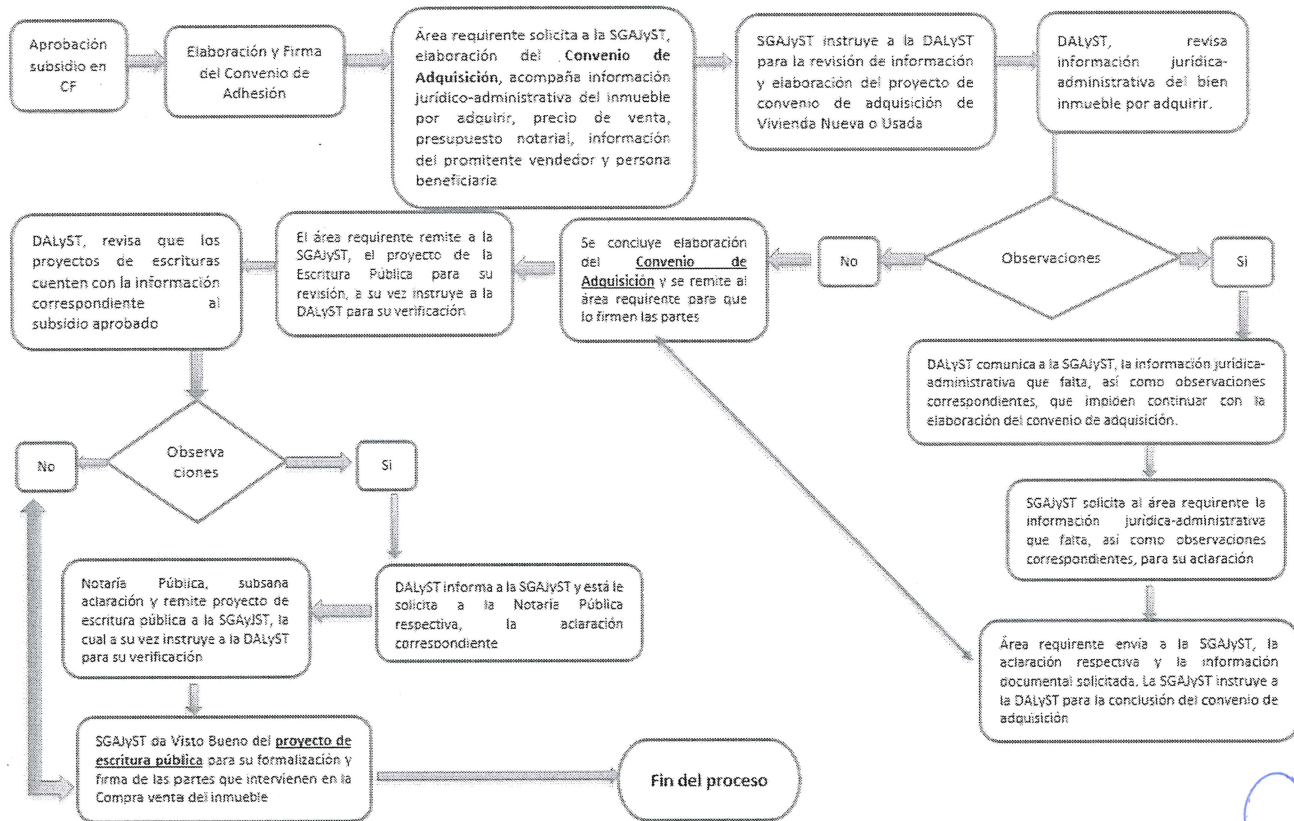 Aprobación
subsidio en
CF
Elaboración y Firma
del Convenio de
Adhesión
Área requirente solicita a la SGAJyST,
elaboración del Convenio de
Adquisición, acompaña información
jurídico-administrativa del inmueble
por adquirir, precio de venta,
presupuesto notarial, información
del promitente vendedor y persona
beneficiaria
SGAJyST instruye a la DALyST
para la revisión de información
y elaboración del proyecto de
convenio de adquisición de
Vivienda Nueva o Usada
DALyST, revisa
información jurídica-
administrativa del bien
inmueble por adquirir.
Observaciones
Si
No
Se concluye elaboración
del Convenio de
Adquisición y se remite al
área requirente para que
lo firmen las partes
El área requirente remite a la
SGAJyST, el proyecto de la
Escritura Pública para su
revisión, a su vez instruye a la
DALyST para su verificación
DALyST, revisa que los
proyectos de escrituras
cuenten con la información
correspondiente al
subsidio aprobado
DALyST comunica a la SGAJyST, la información jurídica-
administrativa que falta, así como observaciones
correspondientes, que impiden continuar con la
elaboración del convenio de adquisición.
SGAJyST solicita al área requirente la
información jurídica-administrativa
que falta, así como observaciones
correspondientes, para su aclaración
Área requirente envía a la SGAJyST, la
aclaración respectiva y la información
documental solicitada. La SGAJyST instruye a
la DALyST para la conclusión del convenio de
adquisición
Observa
ciones
No
Si
DALyST informa a la SGAJyST y está le
solicita a la Notaría Pública
respectiva, la aclaración
correspondiente
Notaría Pública, subsana
aclaración y remite proyecto de
escritura pública a la SGAyJST, la
cual a su vez instruye a la DALyST
para su verificación
SGAJyST da Visto Bueno del proyecto de
escritura pública para su formalización y
firma de las partes que intervienen en la
Compra venta del inmueble
Fin del proceso